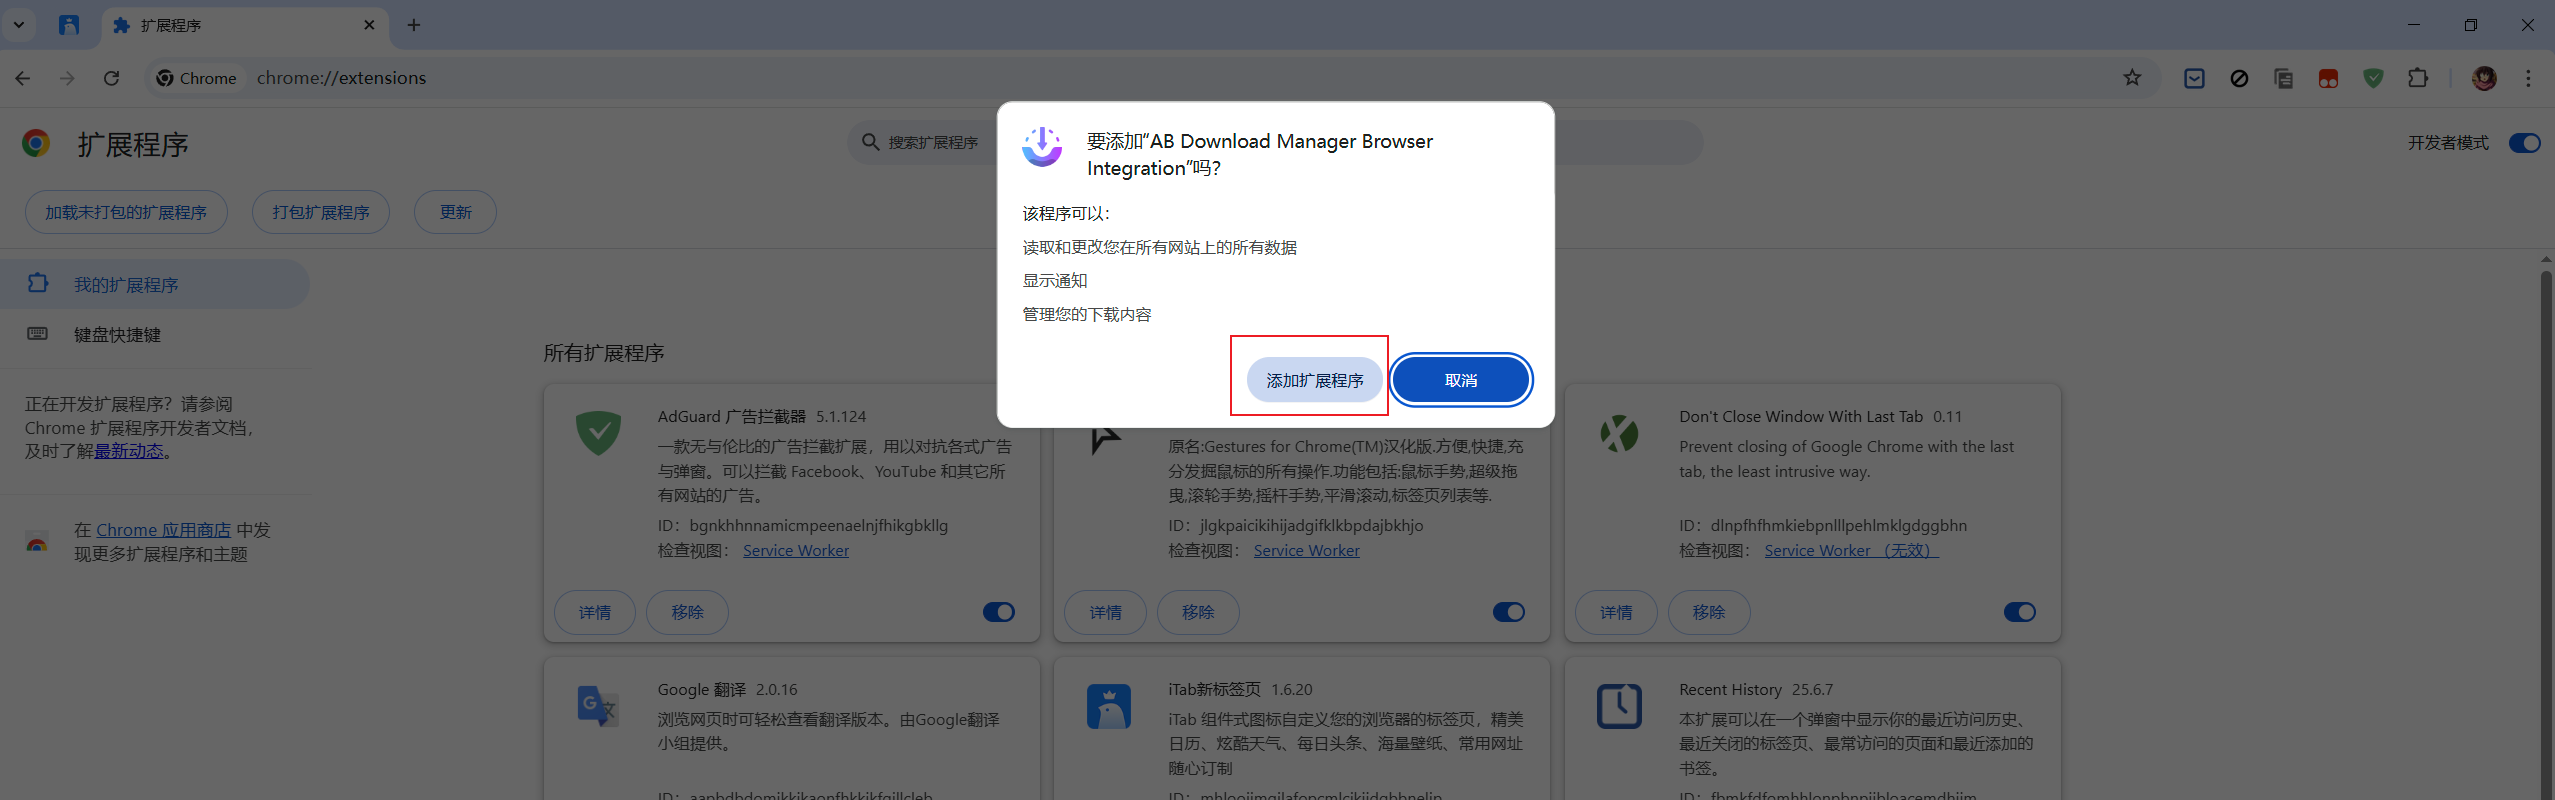 扩展程序
Chrome
chrome://extensions
扩展程序
搜索扩展程序
开发者模式
加载未打包的扩展程序
打包扩展程序
更新
要添加“AB Download Manager Browser
Integration”吗？
该程序可以：
读取和更改您在所有网站上的所有数据
显示通知
管理您的下载内容
添加扩展程序
取消
我的扩展程序
键盘快捷键
正在开发扩展程序？请参阅
Chrome 扩展程序开发者文档，
及时了解最新动态。
在 Chrome 应用商店 中发
现更多扩展程序和主题
所有扩展程序
AdGuard 广告拦截器 5.1.124
一款无与伦比的广告拦截扩展，用以对抗各式广告
与弹窗。可以拦截 Facebook、YouTube 和其它所
有网站的广告。
ID：bgnkhhnnamicmpeenaelnjfhikgbkllg
检查视图： Service Worker
详情
移除
原名:Gestures for Chrome(TM)汉化版.方便,快捷,充
分发掘鼠标的所有操作.功能包括:鼠标手势,超级拖
曳,滚轮手势,摇杆手势,平滑滚动,标签页列表等.
ID：jlgkpaicikihijadgifklkbpdajbkhjo
检查视图： Service Worker
详情
移除
Don't Close Window With Last Tab 0.11
Prevent closing of Google Chrome with the last
tab, the least intrusive way.
ID：dlnpfhfhmkiebpnlllpehlmklgdggbhn
检查视图： Service Worker （无效）
详情
移除
Google 翻译 2.0.16
浏览网页时可轻松查看翻译版本。由Google翻译
小组提供。
iTab新标签页 1.6.20
iTab 组件式图标自定义您的浏览器的标签页，精美
日历、炫酷天气、每日头条、海量壁纸、常用网址
随心订制
Recent History 25.6.7
本扩展可以在一个弹窗中显示你的最近访问历史、
最近关闭的标签页、最常访问的页面和最近添加的
书签。